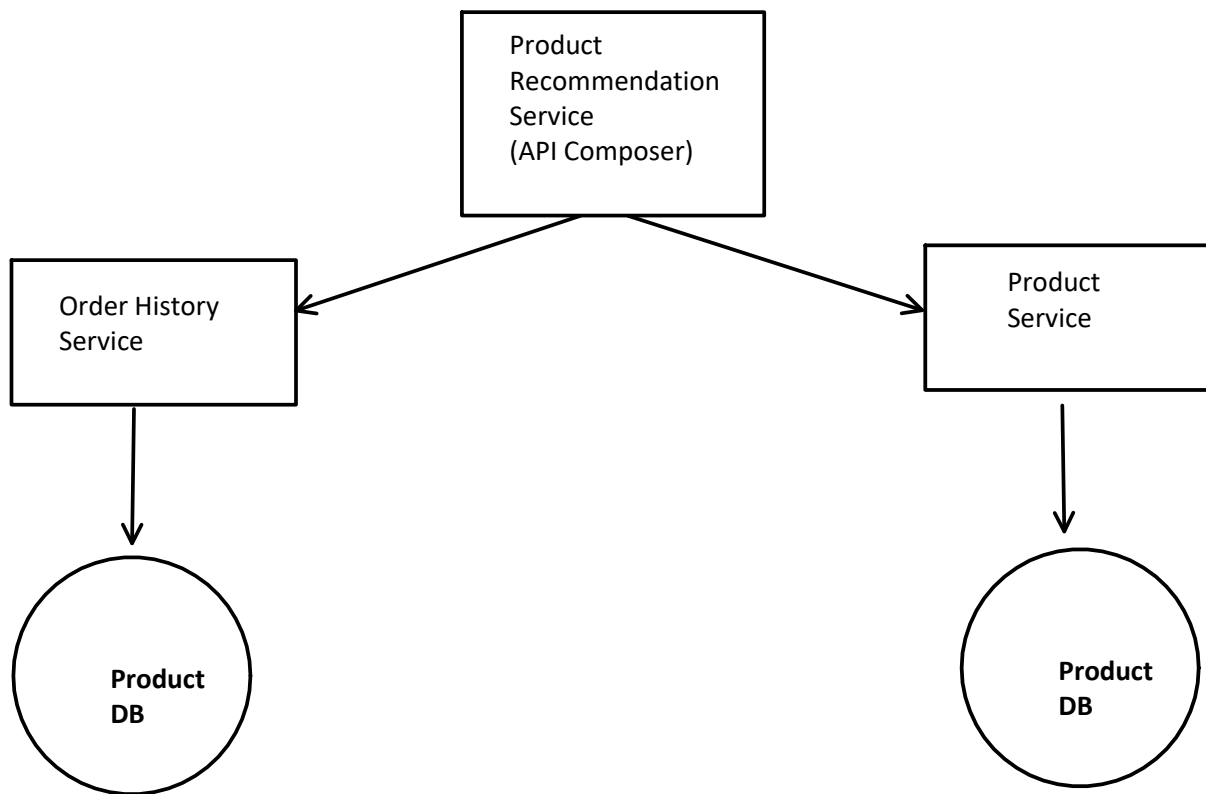 Product
Recommendation
Service
(API Composer)
Order History
Service
Product
Service
Product
DB
Product
DB